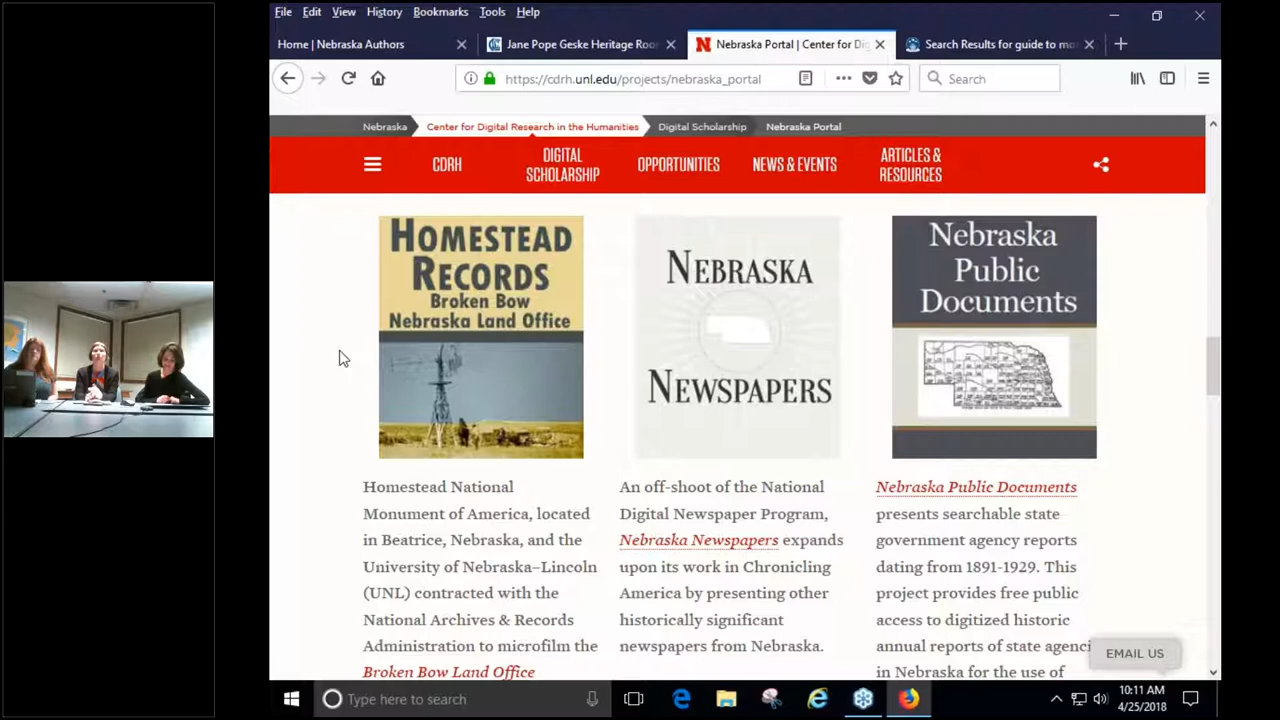 File Edit View History Bookmarks Tools Help
Home | Nebraska Authors
Jane Pope Geske Heritage Roo
Nebraska Portal | Center for Dig
Search Results for guide to mo
https://cdrh.unl.edu/projects/nebraska_portal
Search
Nebraska
Center for Digital Research in the Humanities
Digital Scholarship
Nebraska Portal
CDRH
DIGITAL
SCHOLARSHIP
OPPORTUNITIES
NEWS & EVENTS
ARTICLES &
RESOURCES
HOMESTEAD
RECORDS
Broken Bow
Nebraska Land Office
Homestead National
Monument of America, located
in Beatrice, Nebraska, and the
University of Nebraska–Lincoln
(UNL) contracted with the
National Archives & Records
Administration to microfilm the
Broken Bow Land Office
NEBRASKA
NEWSPAPERS
An off-shoot of the National
Digital Newspaper Program,
Nebraska Newspapers expands
upon its work in Chronicling
America by presenting other
historically significant
newspapers from Nebraska.
Nebraska
Public
Documents
Nebraska Public Documents
presents searchable state
government agency reports
dating from 1891-1929. This
project provides free public
access to digitized historic
annual reports of state agenci
in Nebraska for the use of
EMAIL US
Type here to search
10:11 AM
4/25/2018